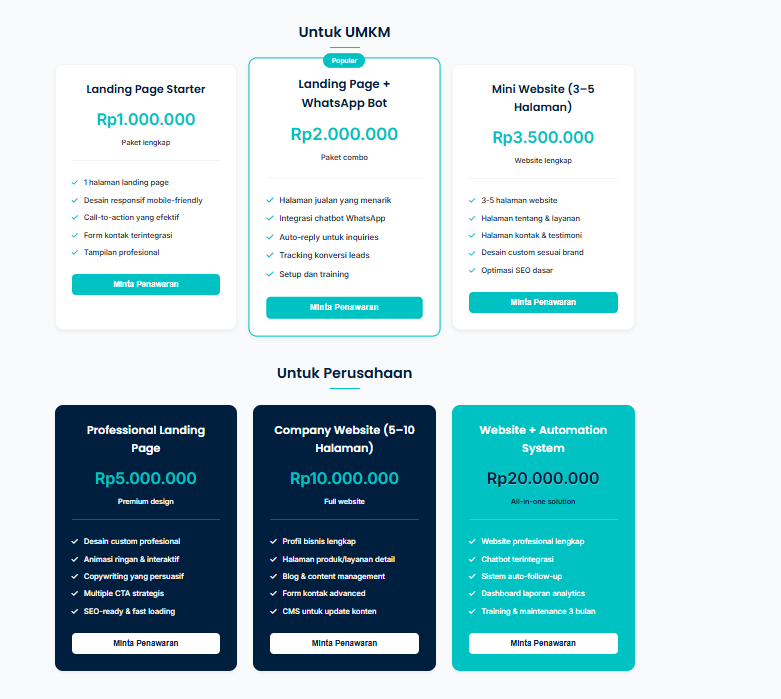 Untuk UMKM
Landing Page Starter
Rp1.000.000
Paket lengkap
1 halaman landing page
Desain responsif mobile-friendly
Call-to-action yang efektif
Form kontak terintegrasi
Tampilan profesional
Minta Penawaran
Populer
Landing Page +
WhatsApp Bot
Rp2.000.000
Paket combo
Halaman jualan yang menarik
Integrasi chatbot WhatsApp
Auto-reply untuk inquiries
Tracking konversi leads
Setup dan training
Minta Penawaran
Mini Website (3–5
Halaman)
Rp3.500.000
Website lengkap
3-5 halaman website
Halaman tentang & layanan
Halaman kontak & testimoni
Desain custom sesuai brand
Optimasi SEO dasar
Minta Penawaran
Untuk Perusahaan
Professional Landing
Page
Rp5.000.000
Premium design
Desain custom profesional
Animasi ringan & interaktif
Copywriting yang persuasif
Multiple CTA strategis
SEO-ready & fast loading
Minta Penawaran
Company Website (5–10
Halaman)
Rp10.000.000
Full website
Profil bisnis lengkap
Halaman produk/layanan detail
Blog & content management
Form kontak advanced
CMS untuk update konten
Minta Penawaran
Website + Automation
System
Rp20.000.000
All-in-one solution
Website profesional lengkap
Chatbot terintegrasi
Sistem auto-follow-up
Dashboard laporan analytics
Training & maintenance 3 bulan
Minta Penawaran